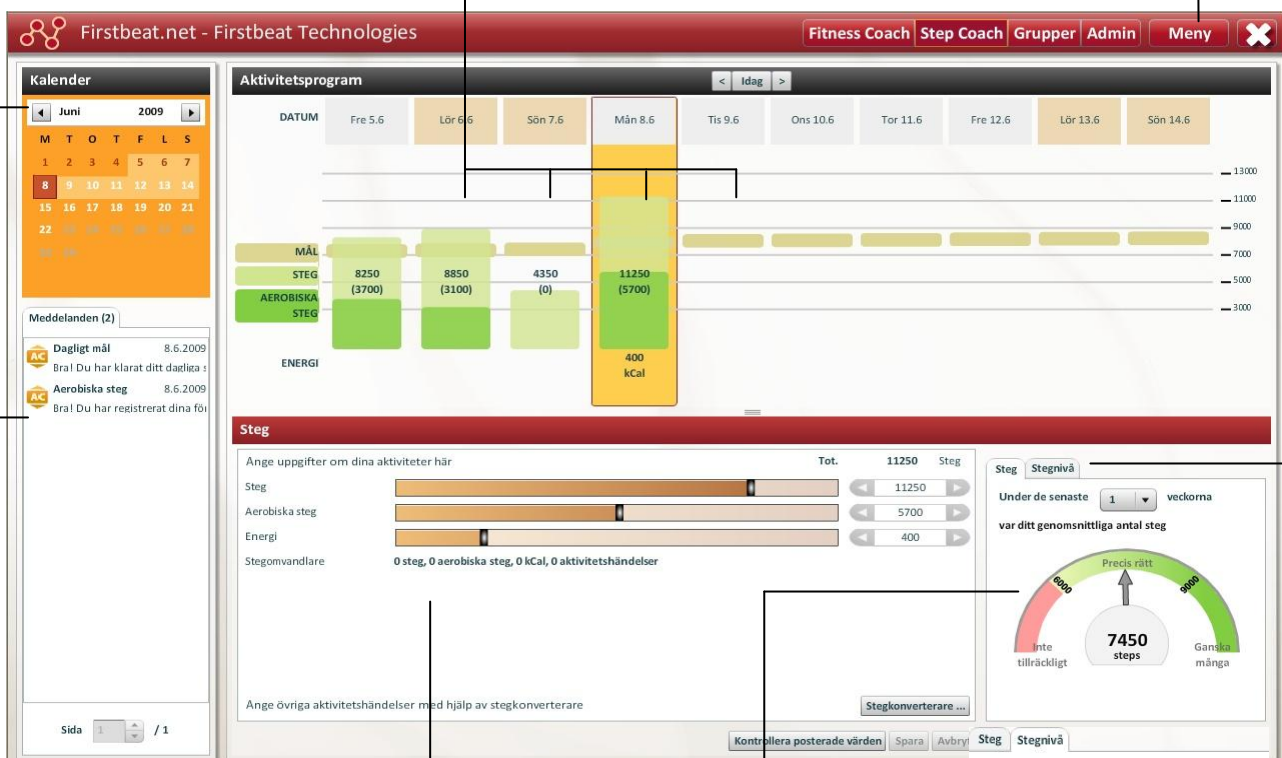 Firstbeat.net - Firstbeat Technologies
Fitness Coach Step Coach Grupper Admin Meny
Kalender
Juni 2009
M T O T F L S
1 2 3 4 5 6 7
8 9 10 11 12 13 14
15 16 17 18 19 20 21
22
Meddelanden (2)
AC Dagligt mål 8.6.2009
Bra! Du har klarat ditt dagliga s
AC Aerobiska steg 8.6.2009
Bra! Du har registrerat dina för
Sida 1 / 1
Aktivitetsprogram < Idag >
DATUM Fre 5.6 Lör 6.6 Sön 7.6 Mån 8.6 Tis 9.6 Ons 10.6 Tor 11.6 Fre 12.6 Lör 13.6 Sön 14.6
13000
11000
9000
7000
5000
3000
MÅL
STEG 8250 8850 4350 11250
(3700) (3100) (0) (5700)
AEROBISKA
STEG
ENERGI 400
kCal
Steg
Ange uppgifter om dina aktiviteter här Tot. 11250 Steg
Steg 11250
Aerobiska steg 5700
Energi 400
Stegomvandlare 0 steg, 0 aerobiska steg, 0 kCal, 0 aktivitetshändelser
Ange övriga aktivitetshändelser med hjälp av stegkonverterare Stegkonverterare ...
Steg Stegnivå
Under de senaste 1 veckorna
var ditt genomsnittliga antal steg
Precis rätt
6000 9000
7450
steps
Inte
tillräckligt
Ganska
många
Kontrollera posterade värden Spara Avbryt
Steg Stegnivå